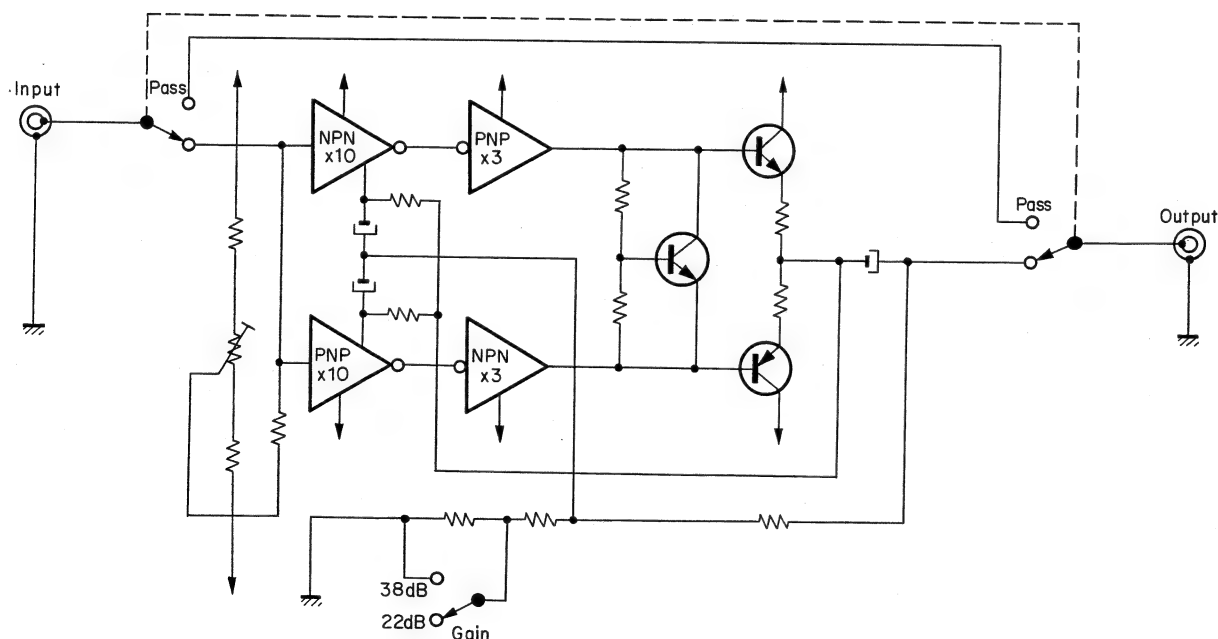 Input
Pass
NPN
x10
PNP
x3
Pass
Output
PNP
x10
NPN
x3
38dB
22dB
Gain